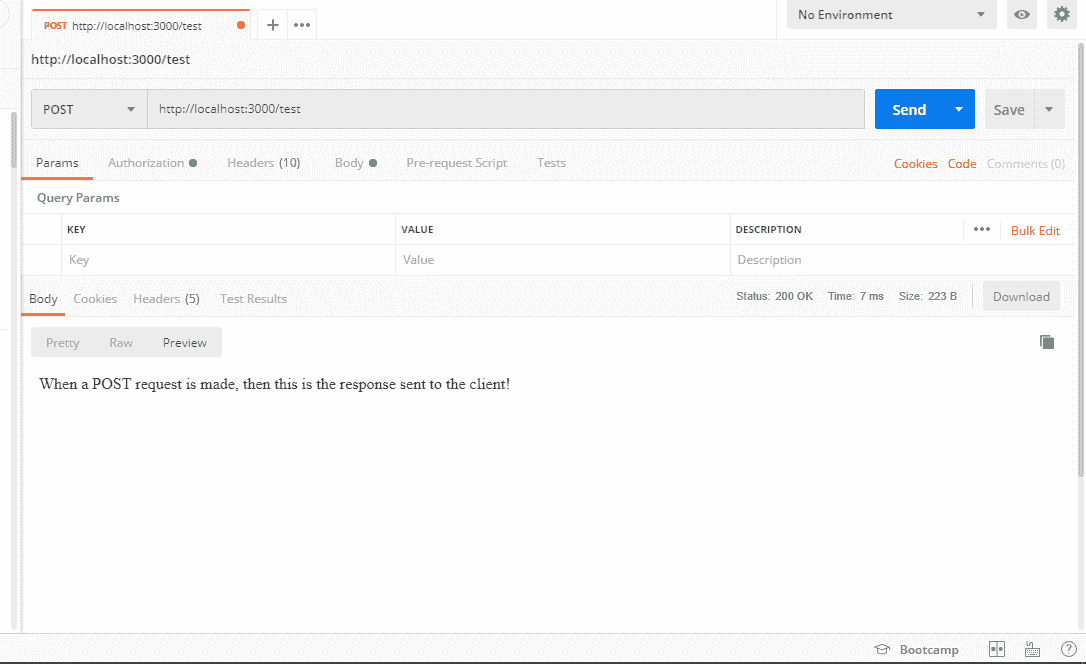 POST http://localhost:3000/test + ••• No Environment
http://localhost:3000/test
POST http://localhost:3000/test Send Save
Params Authorization Headers (10) Body Pre-request Script Tests Cookies Code Comments (0)
Query Params
KEY VALUE DESCRIPTION ••• Bulk Edit
Key Value Description
Body Cookies Headers (5) Test Results Status: 200 OK Time: 7 ms Size: 223 B Download
Pretty Raw Preview
When a POST request is made, then this is the response sent to the client!
Bootcamp ?